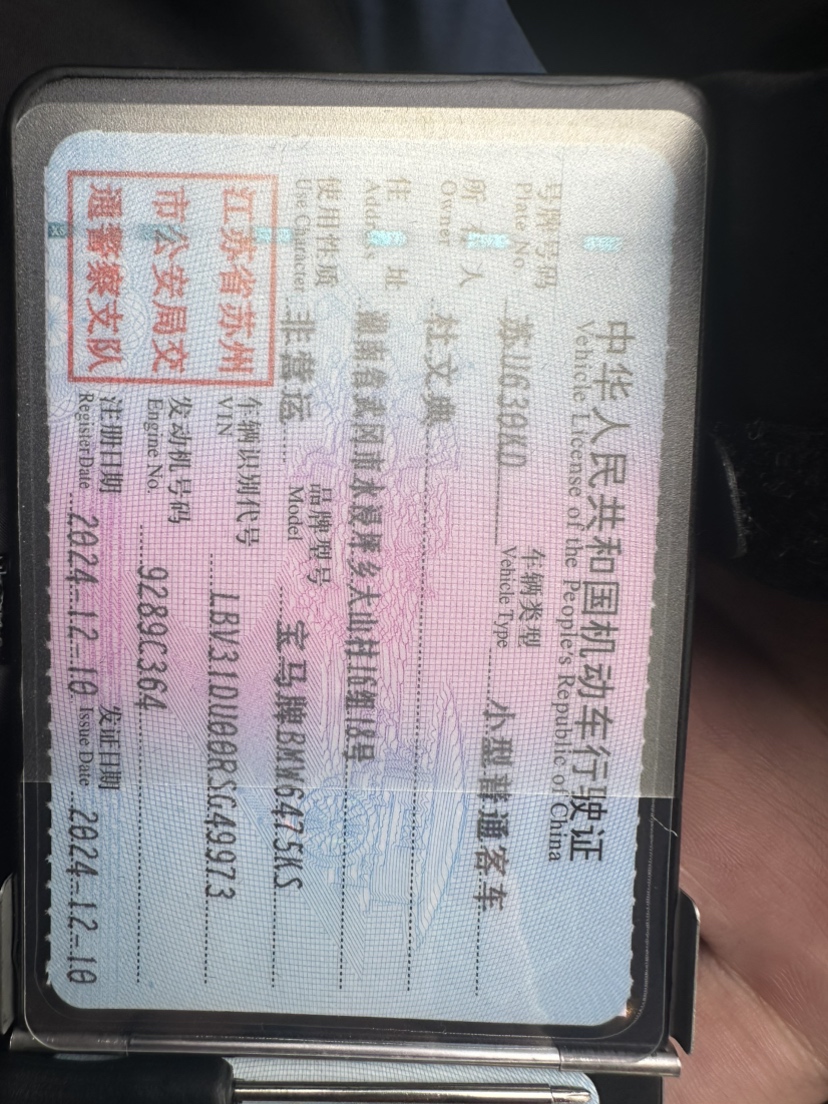 中华人民共和国机动车行驶证
Vehicle License of the People's Republic of China
号牌号码 苏U630KD 车辆类型 小型普通客车
Plate No. Vehicle Type
所有人 杜文典
Owner
住址 湖南省武冈市水浸坪乡大山村16组18号
Address
使用性质 非营运 品牌型号 宝马牌BMW6475KS
Use Character Model
江苏省苏州
市公安局交
通警察支队
车辆识别代号 LBV31DU00RSG49973
VIN
发动机号码 9289C364
Engine No.
注册日期 2024-12-10 发证日期 2024-12-10
Register Date Issue Date